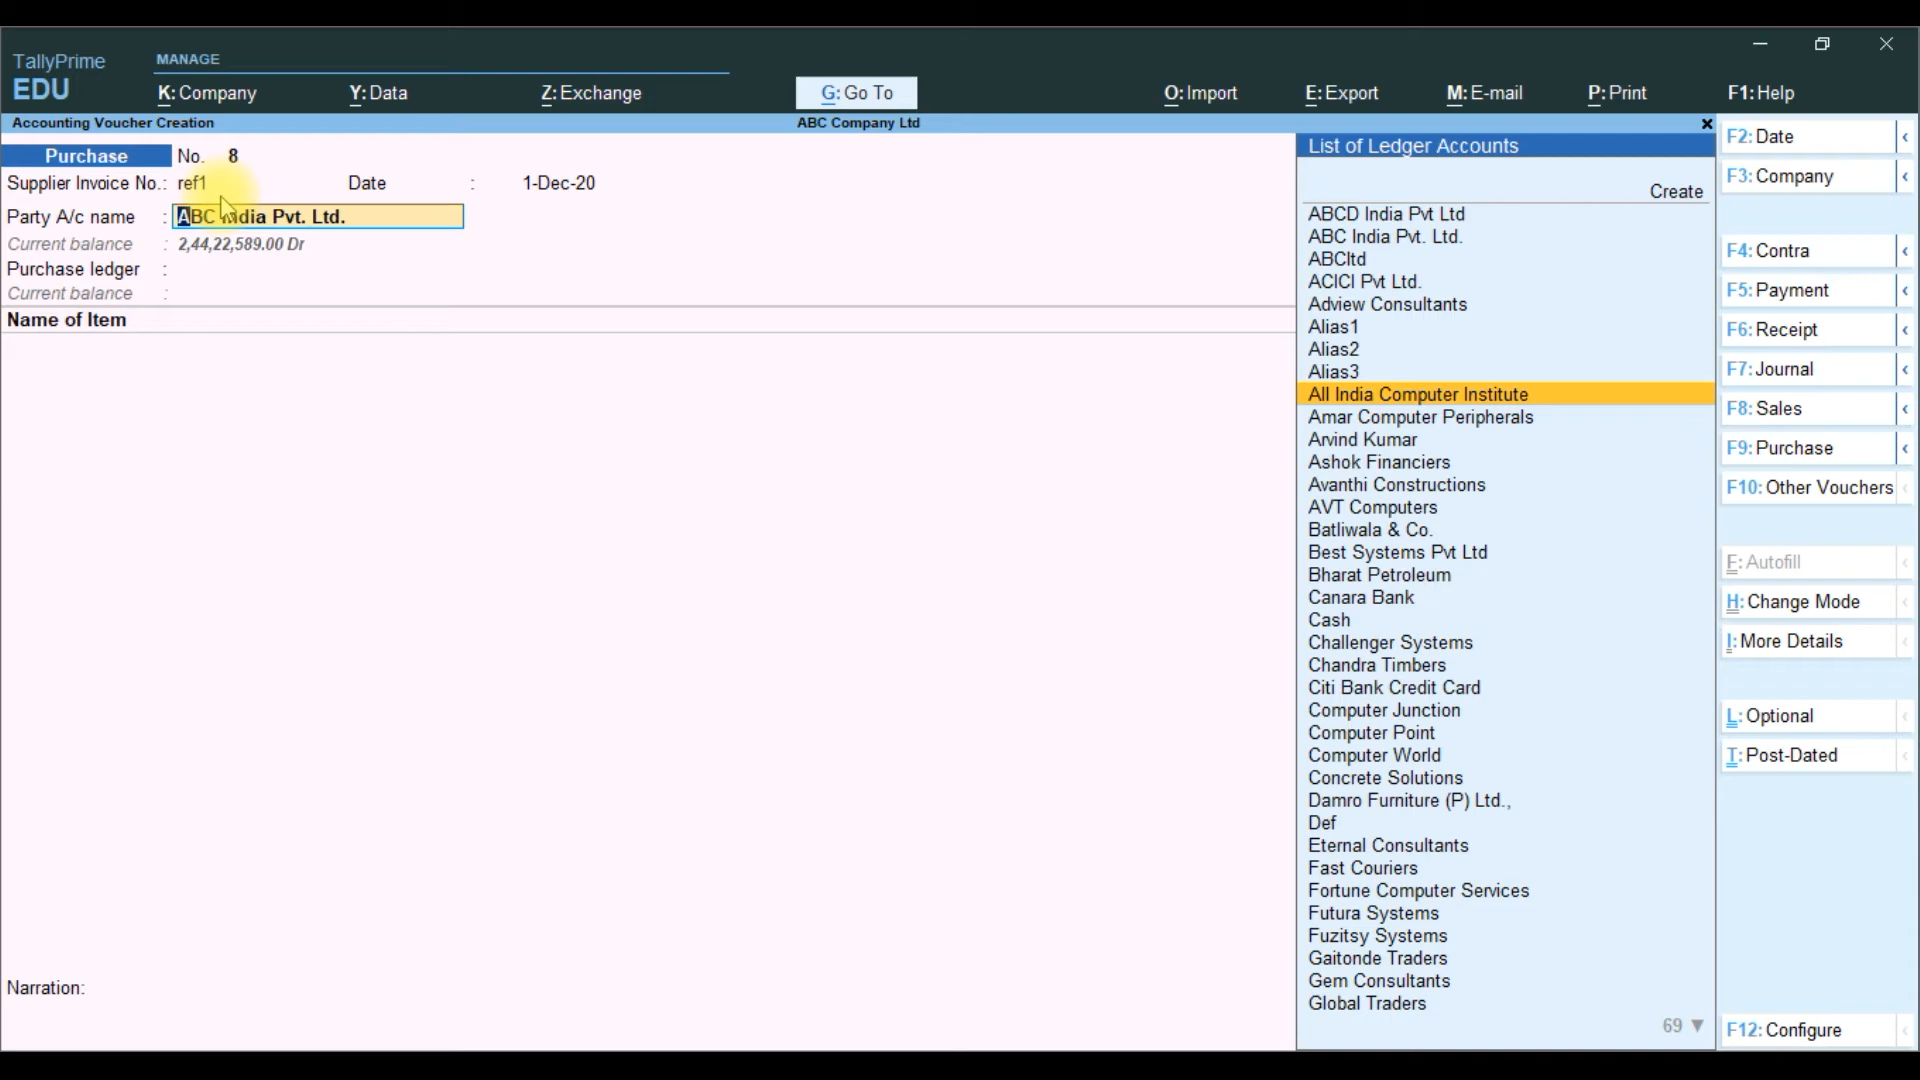 TallyPrime
EDU
MANAGE
K: Company
Y: Data
Z: Exchange
G: Go To
O: Import
E: Export
M: E-mail
P: Print
F1: Help
Accounting Voucher Creation
ABC Company Ltd
Purchase No. 8
Supplier Invoice No.: ref1 Date : 1-Dec-20
Party A/c name : ABC India Pvt. Ltd.
Current balance : 2,44,22,589.00 Dr
Purchase ledger :
Current balance :
Name of Item
Narration:
List of Ledger Accounts
Create
ABCD India Pvt Ltd
ABC India Pvt. Ltd.
ABCltd
ACICI Pvt Ltd.
Adview Consultants
Alias1
Alias2
Alias3
All India Computer Institute
Amar Computer Peripherals
Arvind Kumar
Ashok Financiers
Avanthi Constructions
AVT Computers
Batliwala & Co.
Best Systems Pvt Ltd
Bharat Petroleum
Canara Bank
Cash
Challenger Systems
Chandra Timbers
Citi Bank Credit Card
Computer Junction
Computer Point
Computer World
Concrete Solutions
Damro Furniture (P) Ltd.,
Def
Eternal Consultants
Fast Couriers
Fortune Computer Services
Futura Systems
Fuzitsy Systems
Gaitonde Traders
Gem Consultants
Global Traders
69 ▼
F2: Date
F3: Company
F4: Contra
F5: Payment
F6: Receipt
F7: Journal
F8: Sales
F9: Purchase
F10: Other Vouchers
F: Autofill
H: Change Mode
I: More Details
L: Optional
T: Post-Dated
F12: Configure